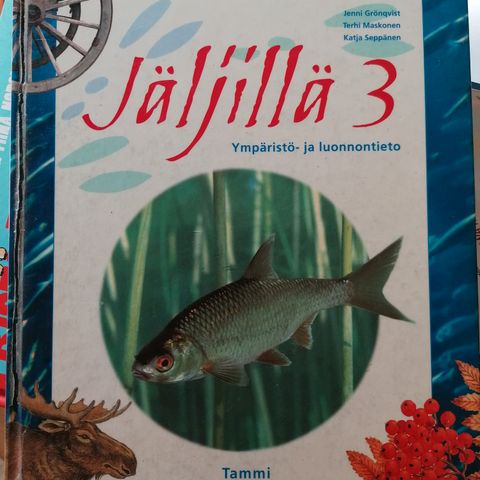 Jenni Grönqvist
Terhi Maskonen
Katja Seppänen
Jäljillä 3
Ympäristö- ja luonnontieto
Tammi